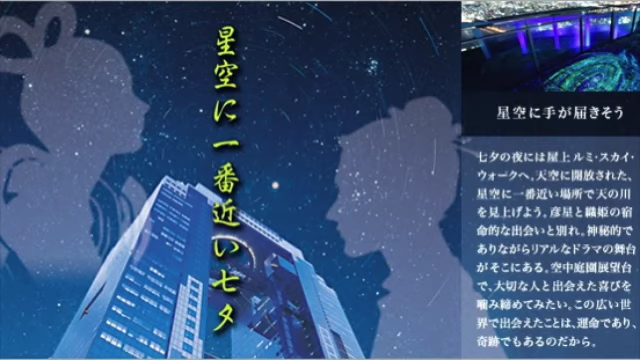 星空に一番近い七夕
星空に手が届きそう
七夕の夜には屋上 ルミ・スカイ・
ウォークへ。天空に開放された、
星空に一番近い場所で天の川
を見上げよう。彦星と織姫の宿
命的な出会いと別れ。神秘的で
ありながらリアルなドラマの舞台
がそこにある。空中庭園展望台
で、大切な人と出会えた喜びを
噛み締めてみたい。この広い世
界で出会えたことは、運命であり、
奇跡でもあるのだから。